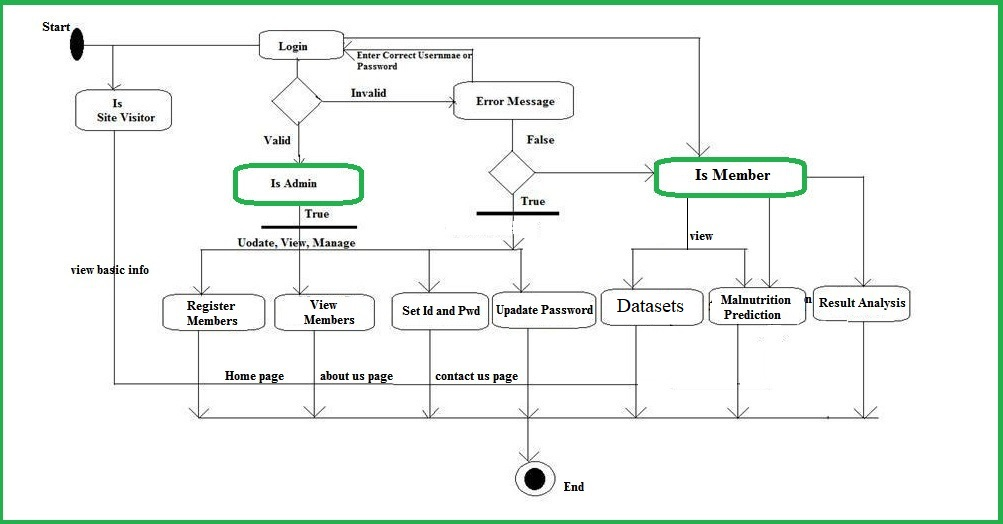 Start
Login
Enter Correct Usernmae or
Password
Is
Site Visitor
Invalid
Error Message
Valid
False
Is Admin
Is Member
True
True
Uodate, View, Manage
view
view basic info
Register
Members
View
Members
Set Id and Pwd
Upadate Password
Datasets
Malnutrition
Prediction
n
Result Analysis
Home page
about us page
contact us page
End